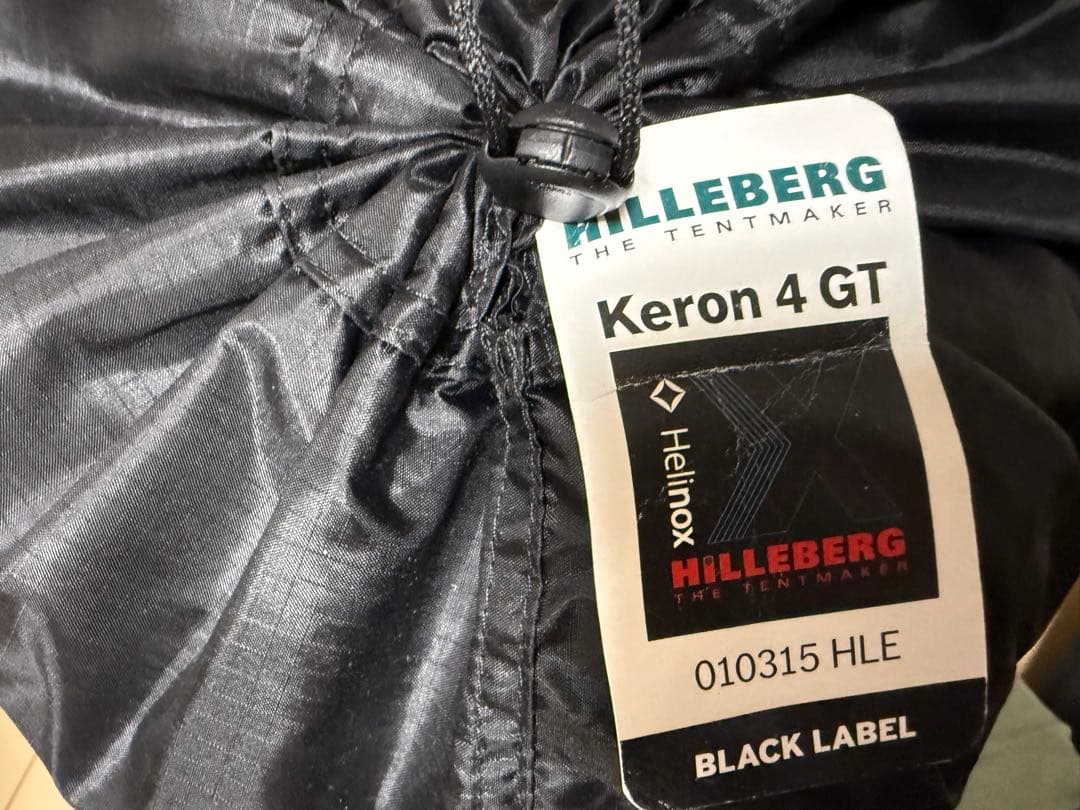 HILLEBERG
THE TENTMAKER
Keron 4 GT
Helinox
HILLEBERG
THE TENTMAKER
010315 HLE
BLACK LABEL